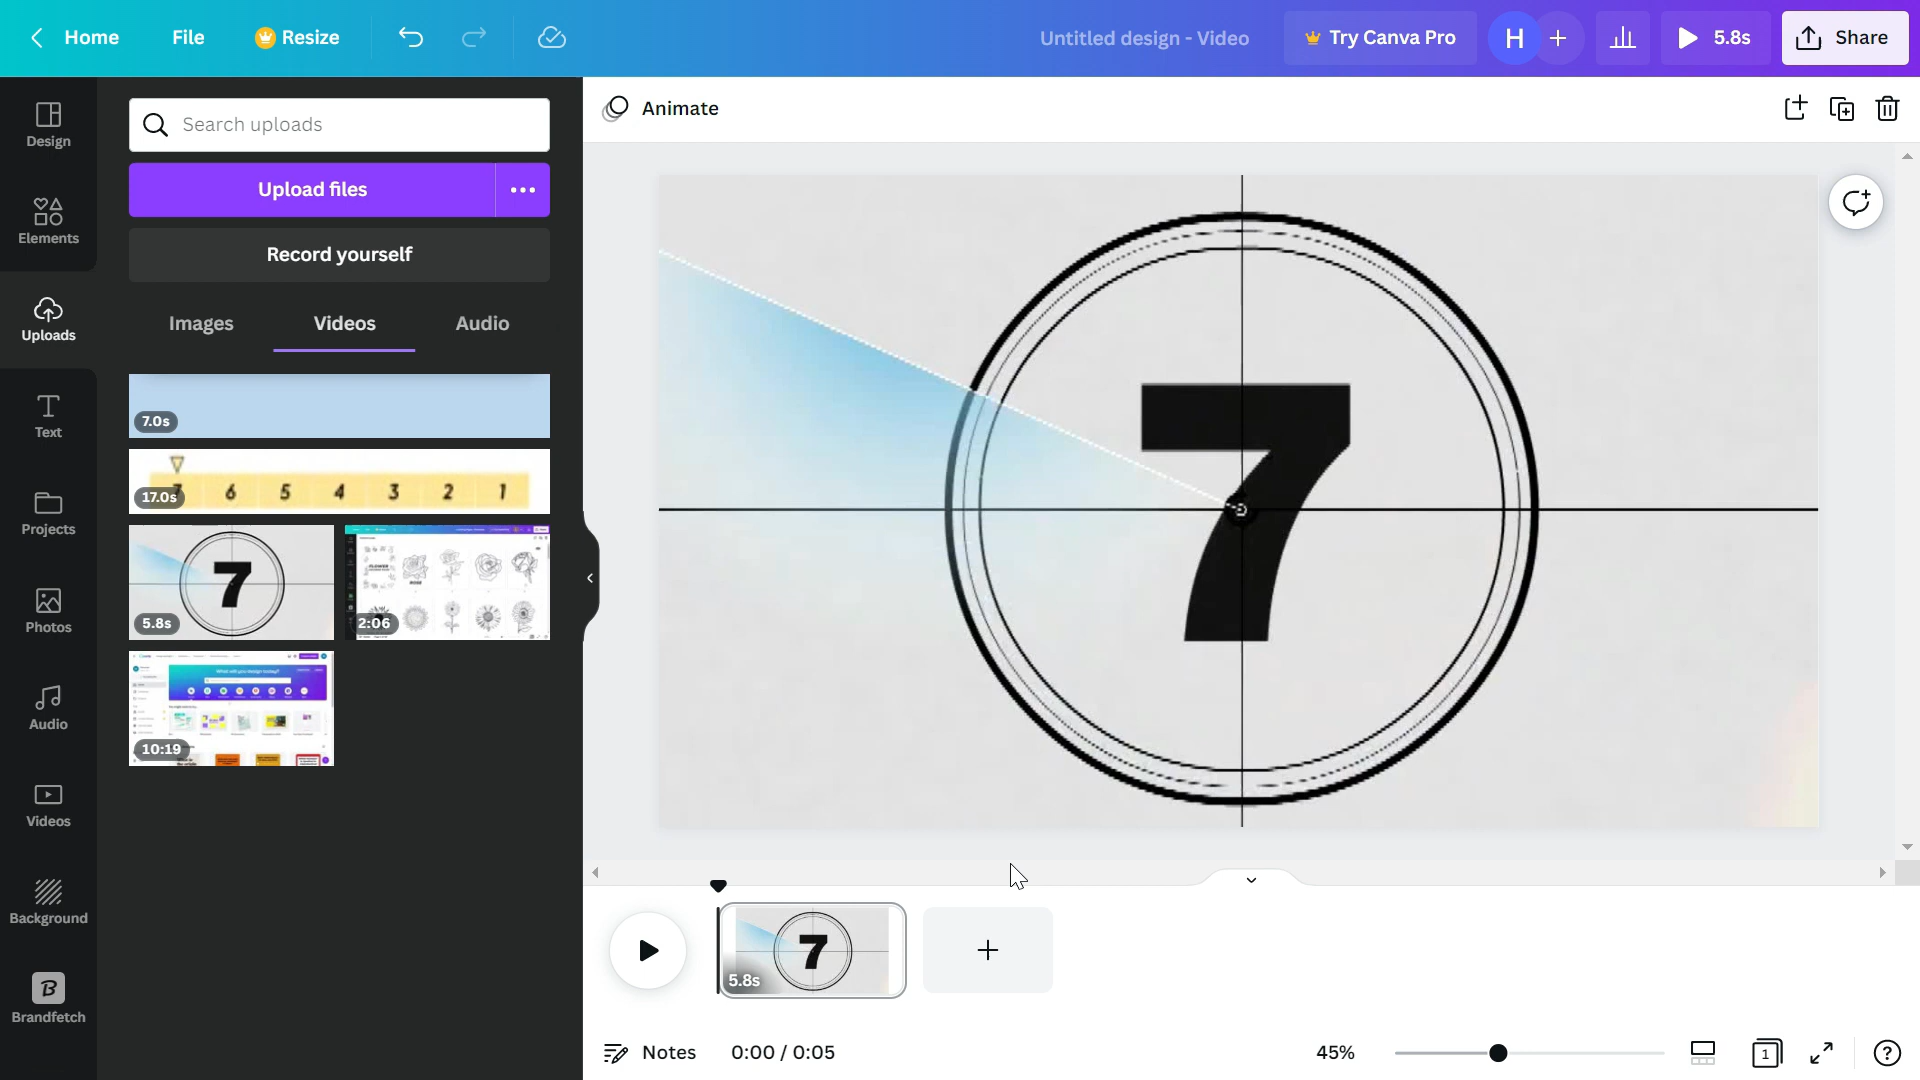 Home File Resize Untitled design - Video Try Canva Pro H 5.8s Share
Design
Elements
Uploads
Text
Projects
Photos
Audio
Videos
Background
Brandfetch
Search uploads
Upload files
Record yourself
Images Videos Audio
7.0s
7 6 5 4 3 2 1
17.0s
7
5.8s
2:06
10:19
Animate
7
7
5.8s
Notes 0:00 / 0:05 45% 1